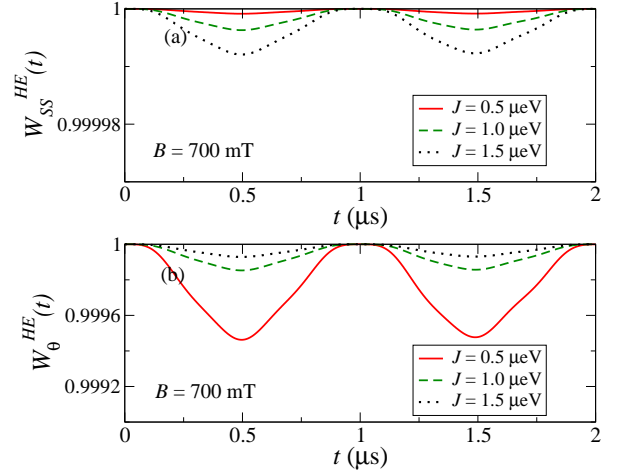 1
(a)
W_SS^HE(t)
0.99998
J = 0.5 μeV
J = 1.0 μeV
J = 1.5 μeV
B = 700 mT
0 0.5 1 1.5 2
t (μs)
1
(b)
W_θ^HE(t)
0.9996
0.9992
J = 0.5 μeV
J = 1.0 μeV
J = 1.5 μeV
B = 700 mT
0 0.5 1 1.5 2
t (μs)